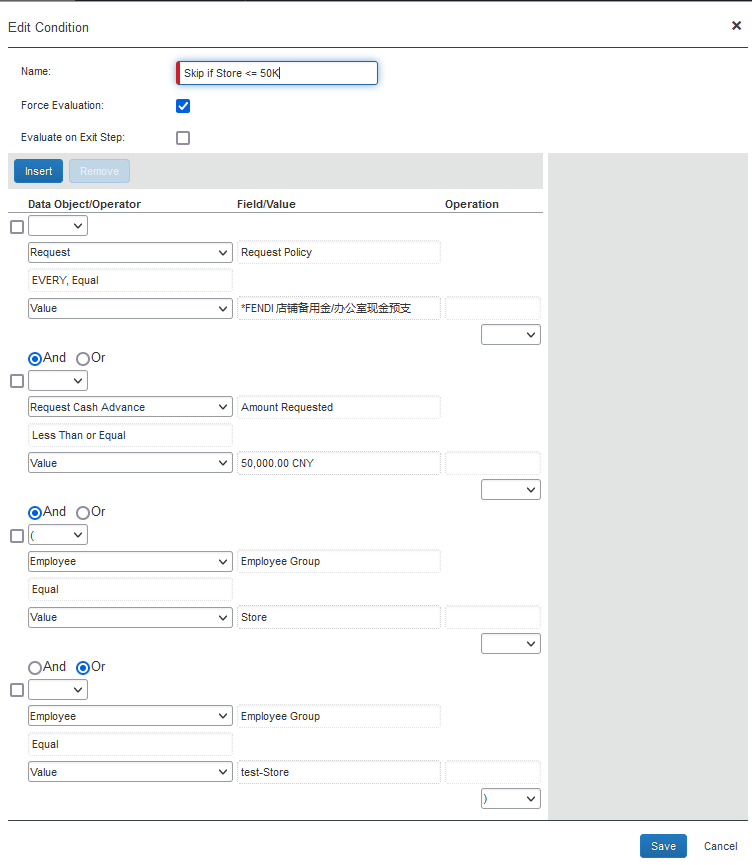 Edit Condition
Name:
Skip if Store <= 50K
Force Evaluation:
Evaluate on Exit Step:
Insert Remove
Data Object/Operator Field/Value Operation
Request Request Policy
EVERY, Equal
Value *FENDI 店铺备用金/办公室现金预支
And Or
Request Cash Advance Amount Requested
Less Than or Equal
Value 50,000.00 CNY
And Or
(
Employee Employee Group
Equal
Value Store
And Or
Employee Employee Group
Equal
Value test-Store
)
Save Cancel